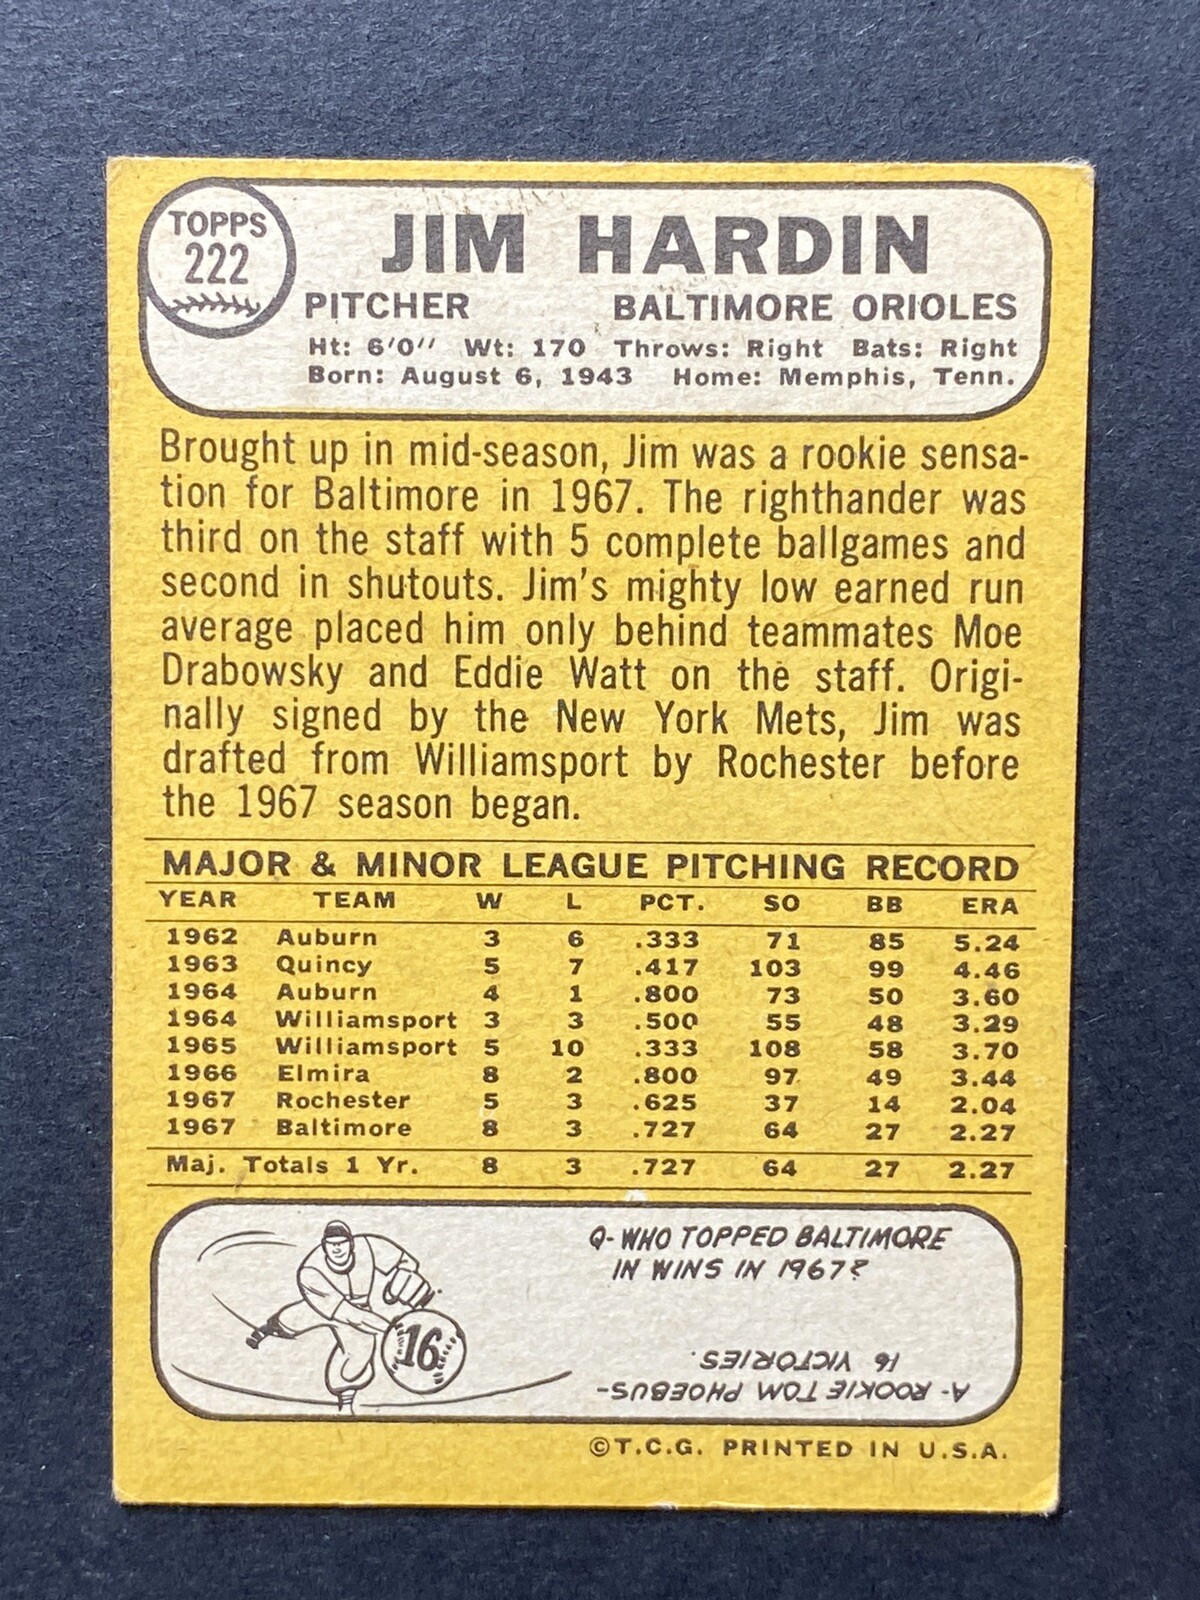 TOPPS
222
JIM HARDIN
PITCHER BALTIMORE ORIOLES
Ht: 6'0" Wt: 170 Throws: Right Bats: Right
Born: August 6, 1943 Home: Memphis, Tenn.
Brought up in mid-season, Jim was a rookie sensa-
tion for Baltimore in 1967. The righthander was
third on the staff with 5 complete ballgames and
second in shutouts. Jim's mighty low earned run
average placed him only behind teammates Moe
Drabowsky and Eddie Watt on the staff. Origi-
nally signed by the New York Mets, Jim was
drafted from Williamsport by Rochester before
the 1967 season began.
MAJOR & MINOR LEAGUE PITCHING RECORD
YEAR TEAM W L PCT. SO BB ERA
1962 Auburn 3 6 .333 71 85 5.24
1963 Quincy 5 7 .417 103 99 4.46
1964 Auburn 4 1 .800 73 50 3.60
1964 Williamsport 3 3 .500 55 48 3.29
1965 Williamsport 5 10 .333 108 58 3.70
1966 Elmira 8 2 .800 97 49 3.44
1967 Rochester 5 3 .625 37 14 2.04
1967 Baltimore 8 3 .727 64 27 2.27
Maj. Totals 1 Yr. 8 3 .727 64 27 2.27
Q-WHO TOPPED BALTIMORE
IN WINS IN 1967?
16
A-ROOKIE TOM PHOEBUS-
16 VICTORIES.
©T.C.G. PRINTED IN U.S.A.